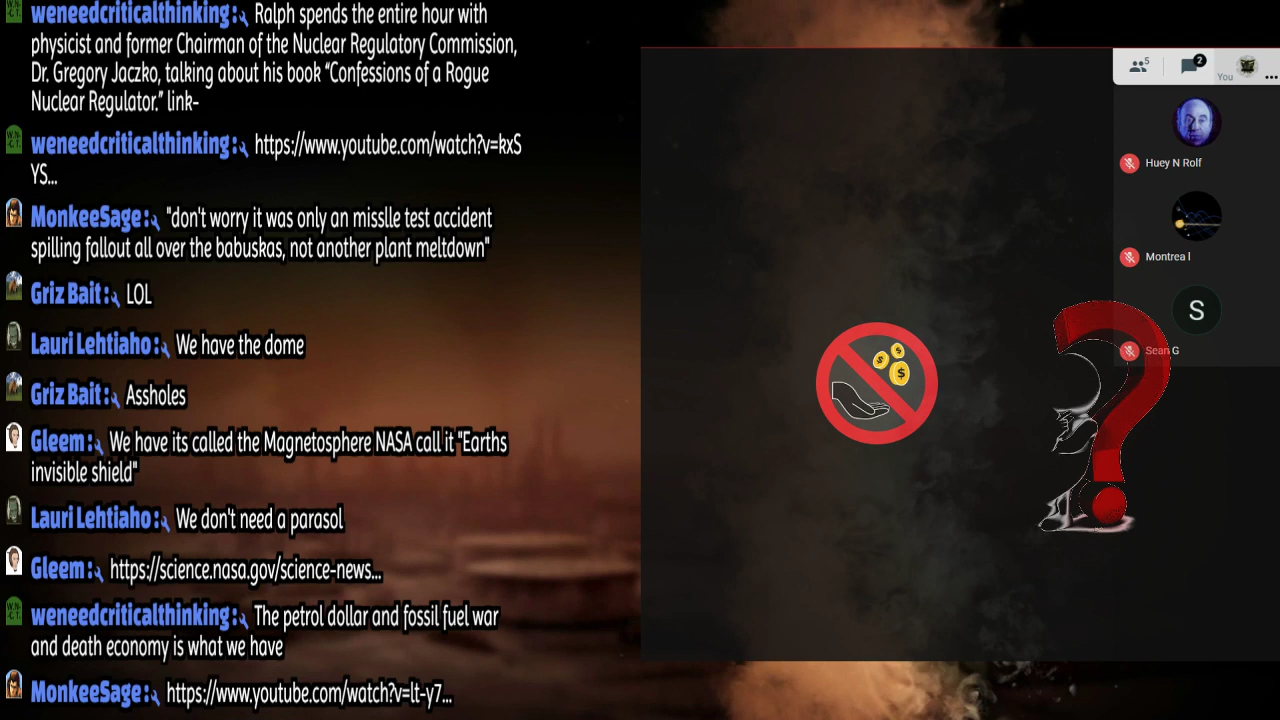 weneedcriticalthinking: Ralph spends the entire hour with
physicist and former Chairman of the Nuclear Regulatory Commission,
Dr. Gregory Jaczko, talking about his book “Confessions of a Rogue
Nuclear Regulator.” link-
weneedcriticalthinking: https://www.youtube.com/watch?v=kxS
YS...
MonkeeSage: "don't worry it was only an missile test accident
spilling fallout all over the babuskas, not another plant meltdown"
Griz Bait: LOL
Lauri Lehtiaho: We have the dome
Griz Bait: Assholes
Gleem: We have its called the Magnetosphere NASA call it "Earths
invisible shield"
Lauri Lehtiaho: We don't need a parasol
Gleem: https://science.nasa.gov/science-news...
weneedcriticalthinking: The petrol dollar and fossil fuel war
and death economy is what we have
MonkeeSage: https://www.youtube.com/watch?v=lt-y7...
5
2
You
Huey N Rolf
Montrea l
S
Sean G
$ $
$
?